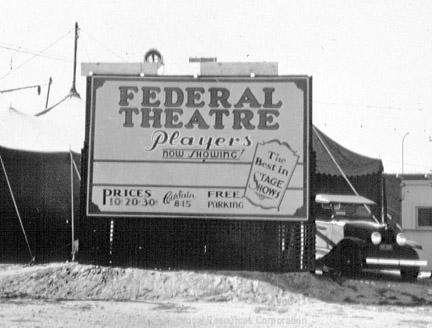 FEDERAL
THEATRE
Players
NOW SHOWING!
The
Best in
STAGE
SHOWS
PRICES
10¢ 20¢ 30¢
Curtain
8:15
FREE
PARKING
Corporation